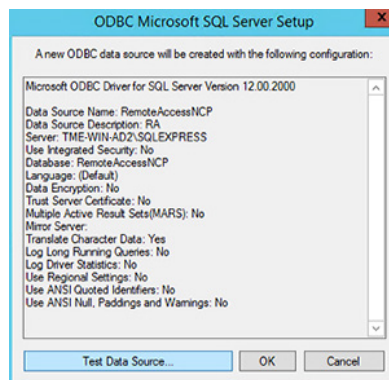 ODBC Microsoft SQL Server Setup
A new ODBC data source will be created with the following configuration:
Microsoft ODBC Driver for SQL Server Version 12.00.2000
Data Source Name: RemoteAccessNCP
Data Source Description: RA
Server: TME-WIN-AD2\SQLEXPRESS
Use Integrated Security: No
Database: RemoteAccessNCP
Language: (Default)
Data Encryption: No
Trust Server Certificate: No
Multiple Active Result Sets(MARS): No
Mirror Server:
Translate Character Data: Yes
Log Long Running Queries: No
Log Driver Statistics: No
Use Regional Settings: No
Use ANSI Quoted Identifiers: No
Use ANSI Null, Paddings and Warnings: No
Test Data Source... OK Cancel